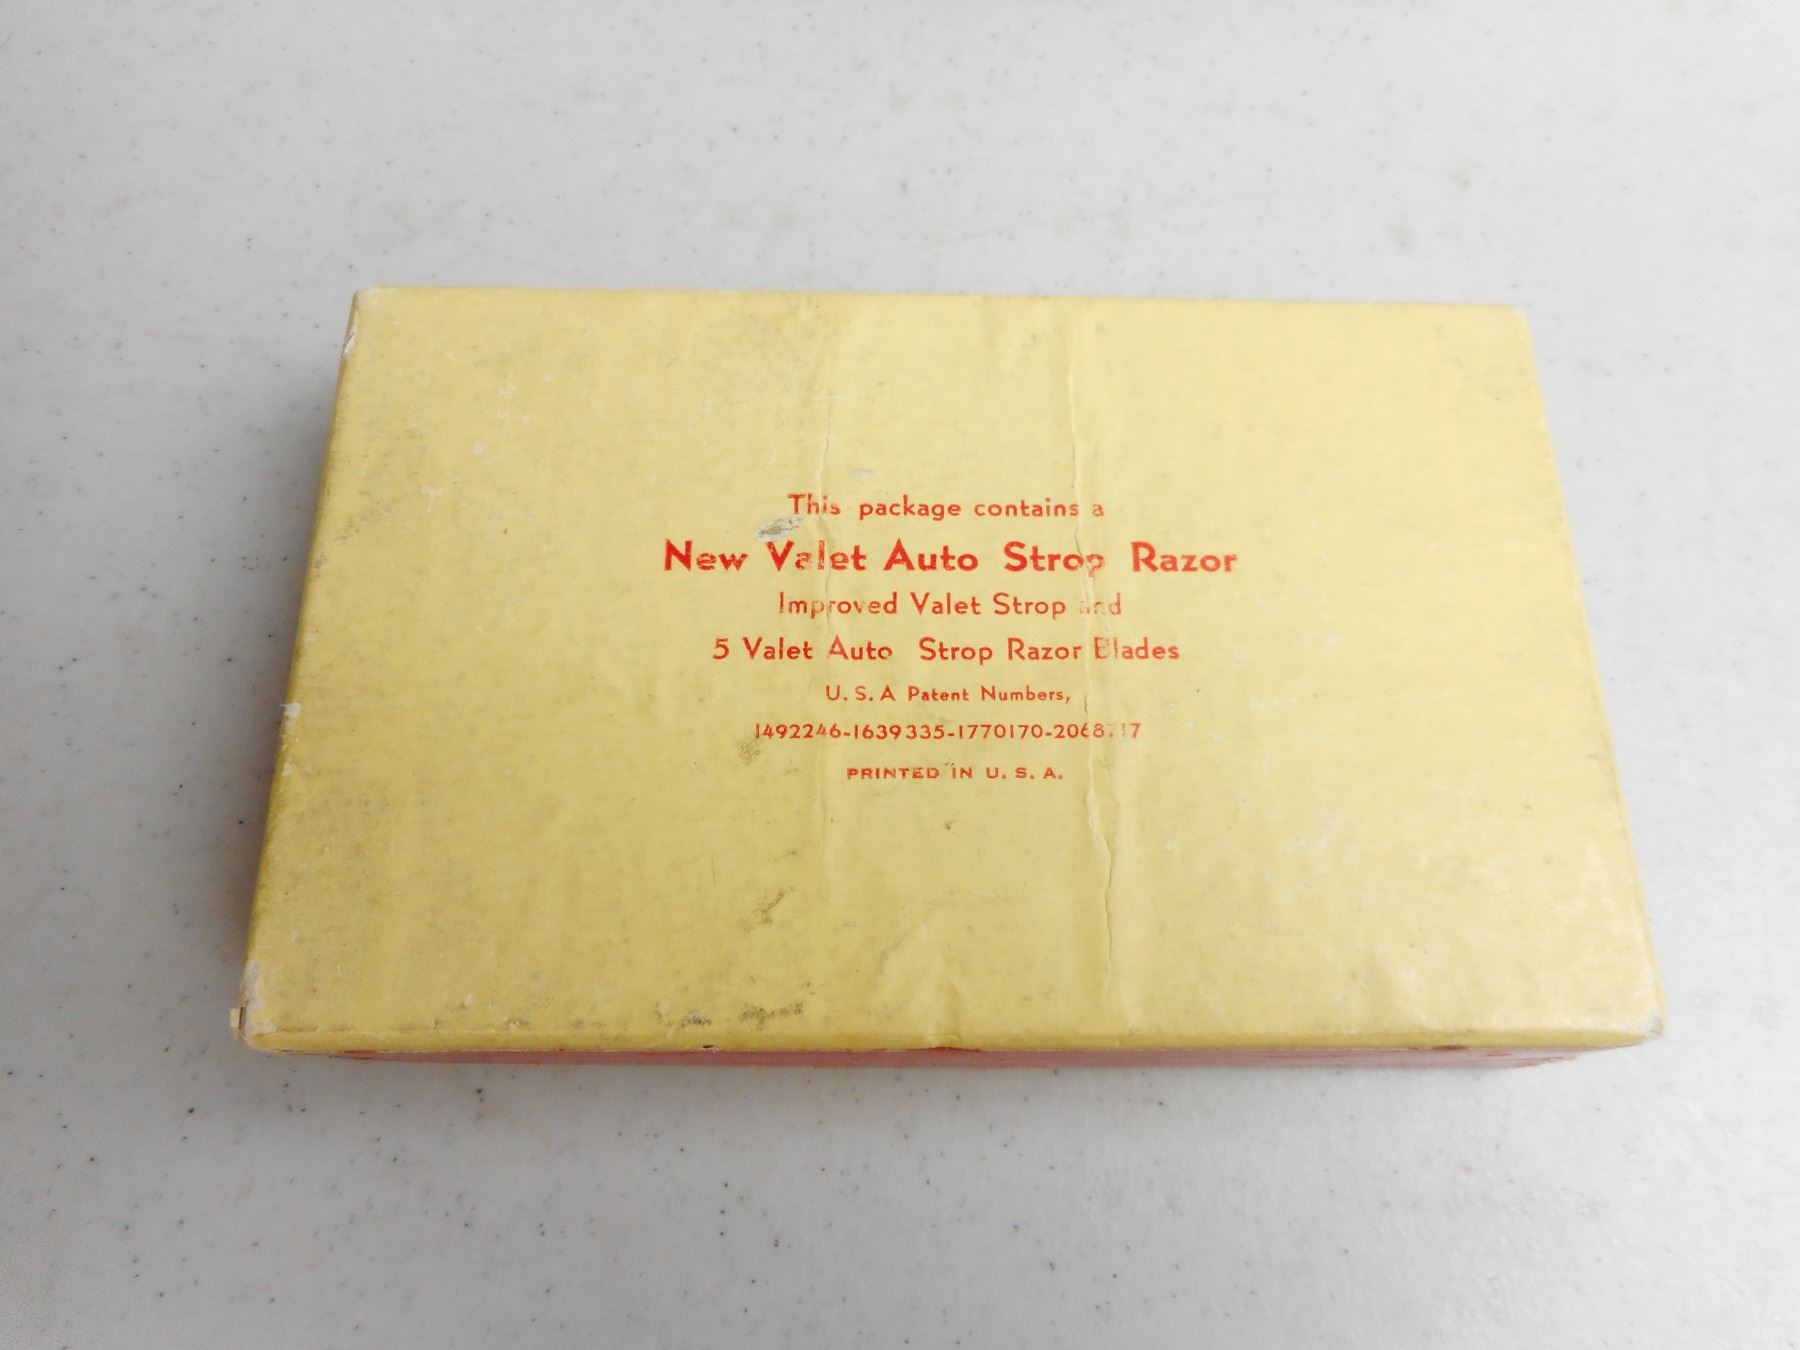 This package contains a
New Valet Auto Strop Razor
Improved Valet Strop and
5 Valet Auto Strop Razor Blades
U. S. A Patent Numbers,
1492246-1639335-1770170-2068717
PRINTED IN U. S. A.